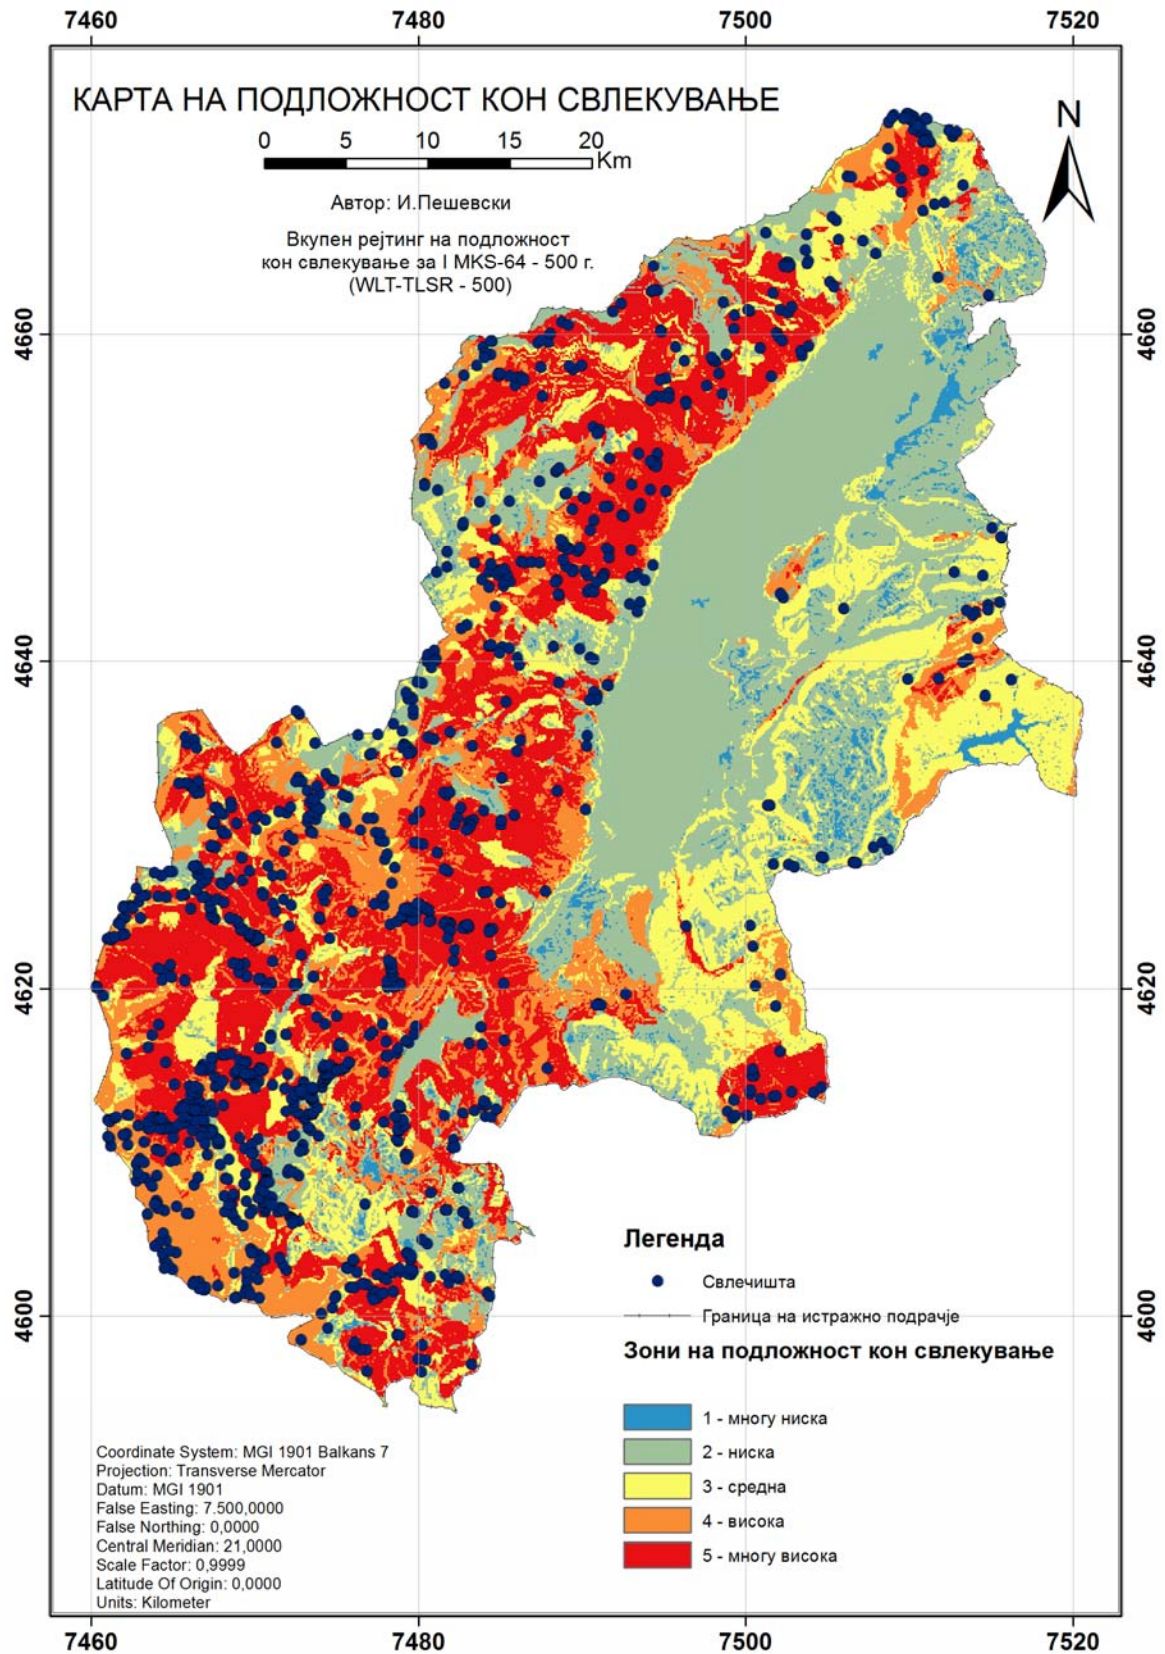 7460 7480 7500 7520
КАРТА НА ПОДЛОЖНОСТ КОН СВЛЕКУВАЊЕ
N
0 5 10 15 20
Km
Автор: И.Пешевски
Вкупен рејтинг на подложност
кон свлекување за I MKS-64 - 500 г.
(WLT-TLSR - 500)
4660 4660
4640 4640
4620 4620
4600 4600
Легенда
Свлечишта
Граница на истражно подрачје
Зони на подложност кон свлекување
1 - многу ниска
2 - ниска
3 - средна
4 - висока
5 - многу висока
Coordinate System: MGI 1901 Balkans 7
Projection: Transverse Mercator
Datum: MGI 1901
False Easting: 7.500,0000
False Northing: 0,0000
Central Meridian: 21,0000
Scale Factor: 0,9999
Latitude Of Origin: 0,0000
Units: Kilometer
7460 7480 7500 7520